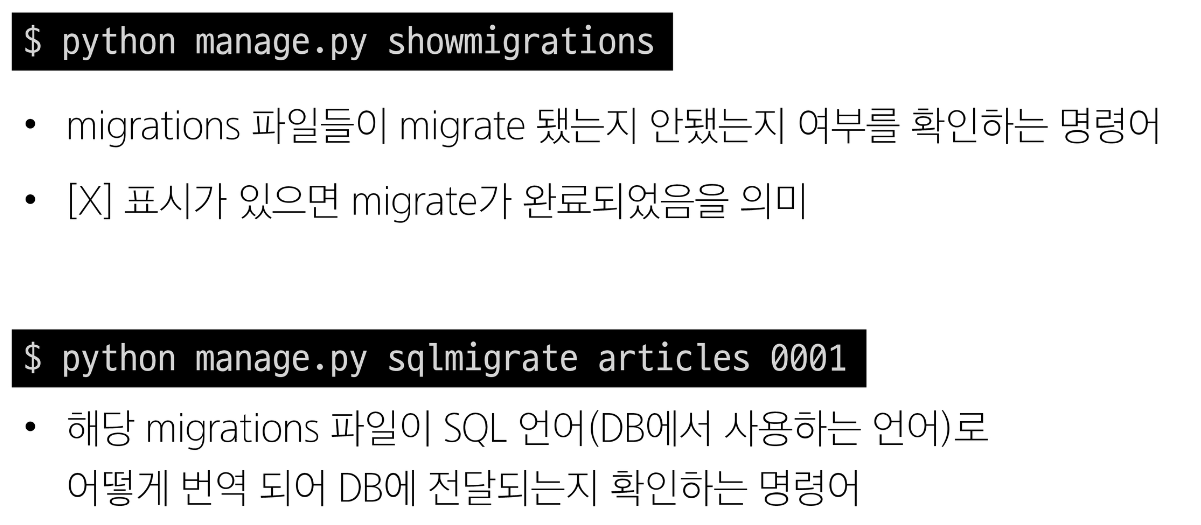 $ python manage.py showmigrations
• migrations 파일들이 migrate 됐는지 안됐는지 여부를 확인하는 명령어
• [X] 표시가 있으면 migrate가 완료되었음을 의미
$ python manage.py sqlmigrate articles 0001
• 해당 migrations 파일이 SQL 언어(DB에서 사용하는 언어)로
어떻게 번역 되어 DB에 전달되는지 확인하는 명령어